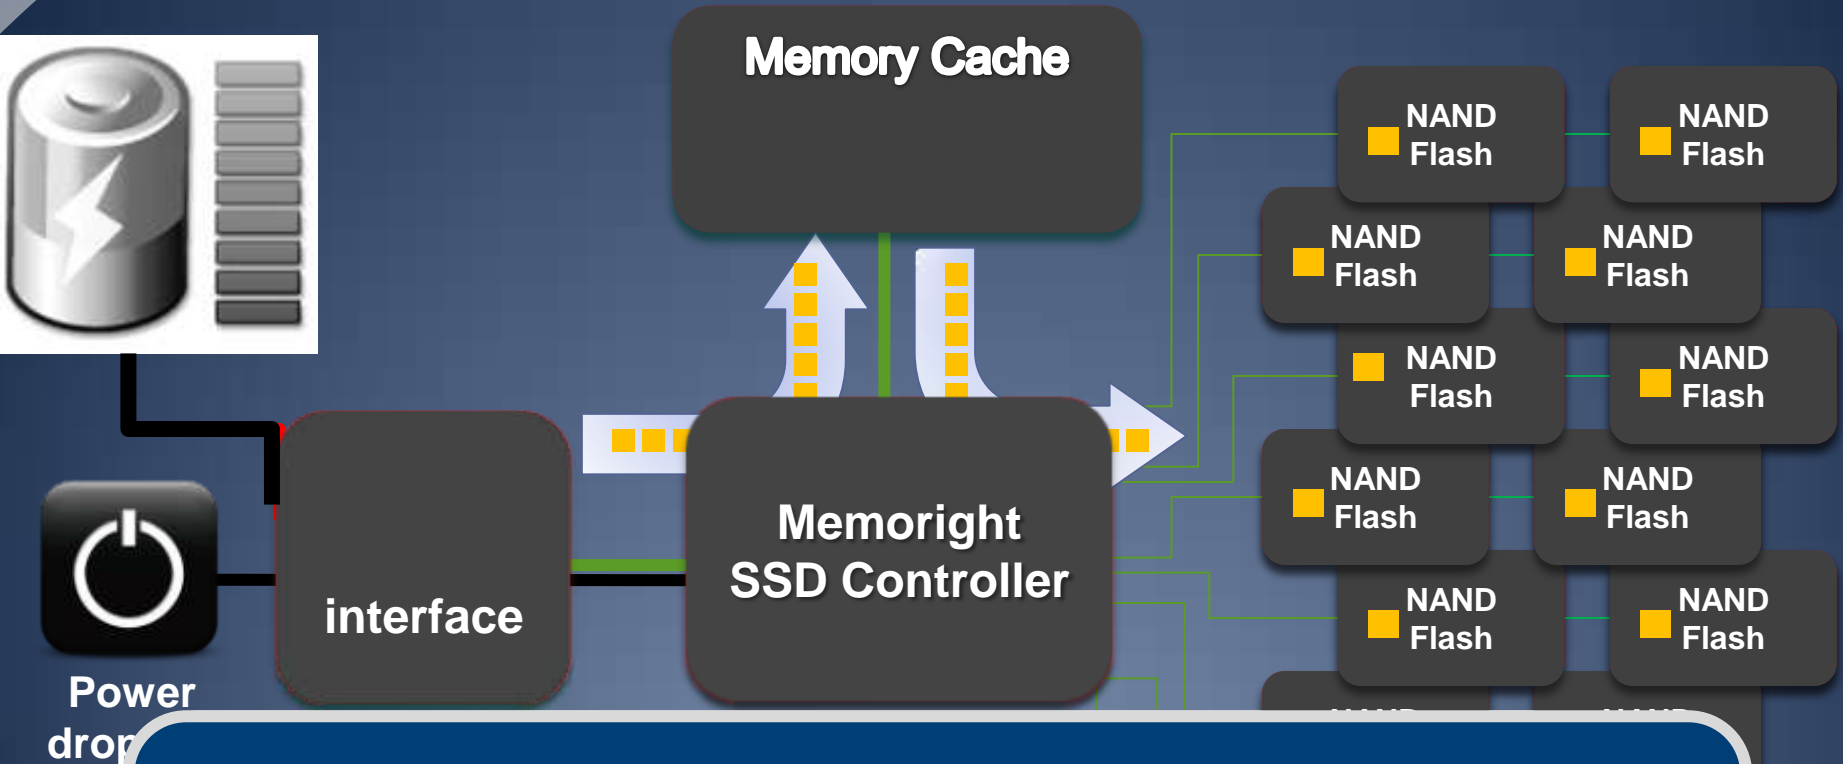 Memory Cache
NAND
Flash
NAND
Flash
NAND
Flash
NAND
Flash
NAND
Flash
NAND
Flash
NAND
Flash
NAND
Flash
NAND
Flash
NAND
Flash
Memoright
SSD Controller
interface
Power
drop